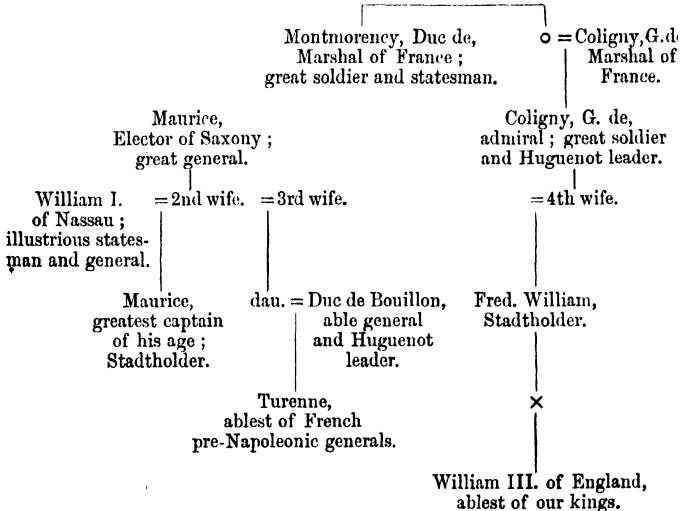 Montmorency, Duc de,
Marshal of France ;
great soldier and statesman.
o = Coligny, G. de
Marshal of
France.
Maurice,
Elector of Saxony ;
great general.
Coligny, G. de,
admiral ; great soldier
and Huguenot leader.
William I.
of Nassau ;
illustrious states-
man and general.
= 2nd wife.
= 3rd wife.
= 4th wife.
Maurice,
greatest captain
of his age ;
Stadtholder.
dau. = Duc de Bouillon,
able general
and Huguenot
leader.
Fred. William,
Stadtholder.
Turenne,
ablest of French
pre-Napoleonic generals.
×
William III. of England,
ablest of our kings.